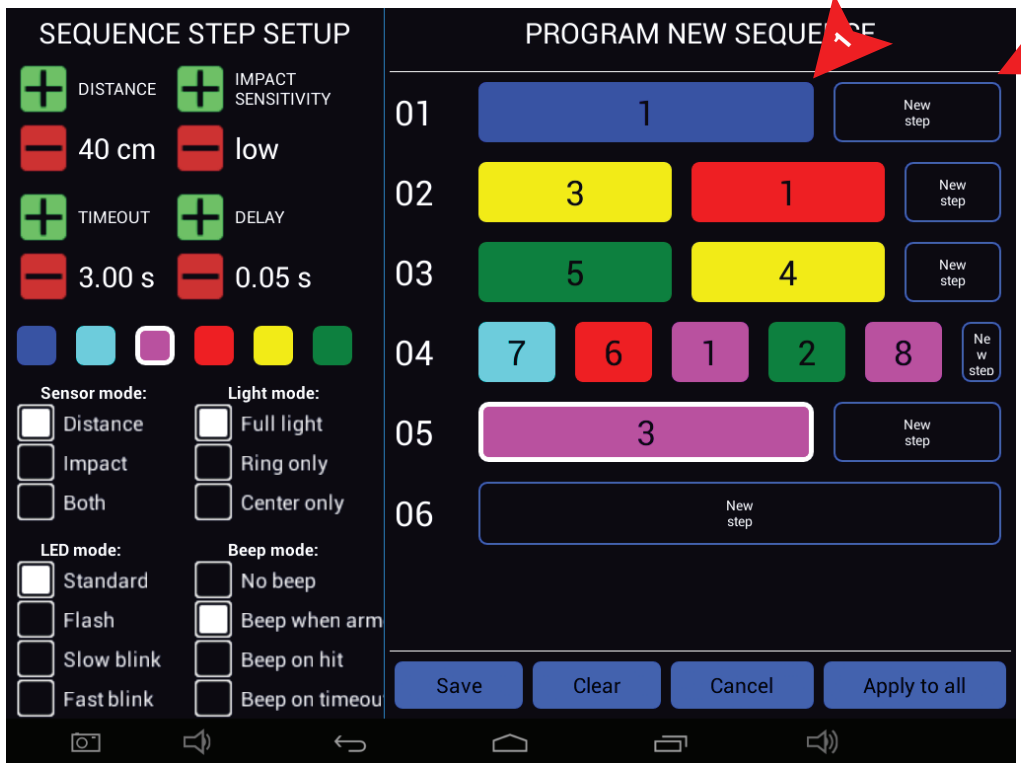 SEQUENCE STEP SETUP
DISTANCE
IMPACT
SENSITIVITY
40 cm
low
TIMEOUT
DELAY
3.00 s
0.05 s
Sensor mode:
Light mode:
Distance
Full light
Impact
Ring only
Both
Center only
LED mode:
Beep mode:
Standard
No beep
Flash
Beep when arm
Slow blink
Beep on hit
Fast blink
Beep on timeou
PROGRAM NEW SEQUENCE
1
01
1
New
step
02
3
1
New
step
03
5
4
New
step
04
7
6
1
2
8
Ne
w
step
05
3
New
step
06
New
step
Save
Clear
Cancel
Apply to all